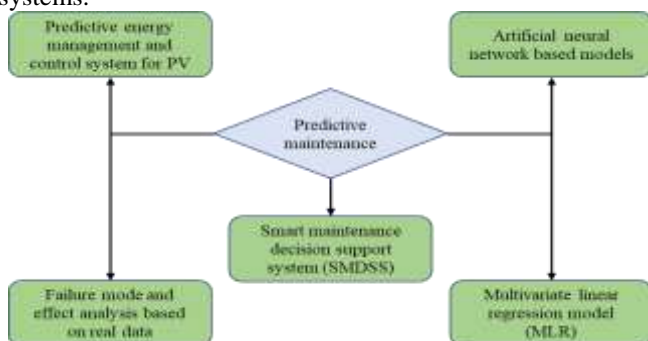 systems.
Predictive energy
management and
control system for PV
Artificial neural
network based models
Predictive
maintenance
Smart maintenance
decision support
system (SMDSS)
Failure mode and
effect analysis based
on real data
Multivariate linear
regression model
(MLR)